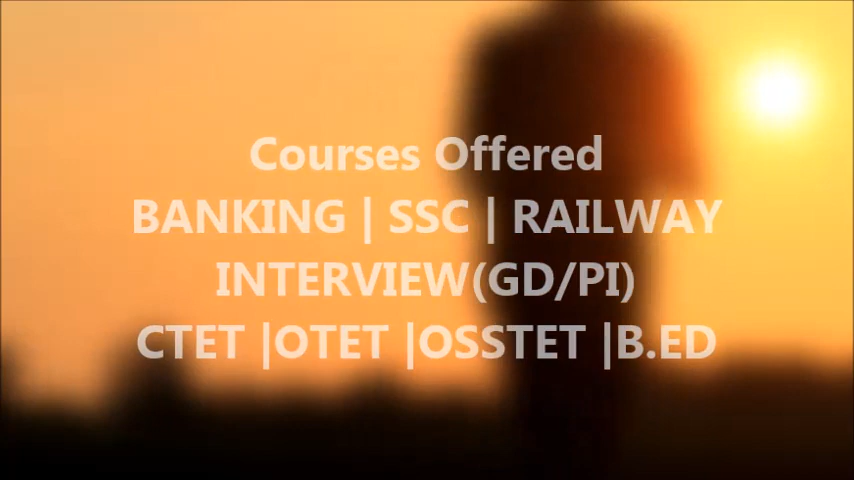 Courses Offered
BANKING | SSC | RAILWAY
INTERVIEW(GD/PI)
CTET |OTET |OSSTET |B.ED